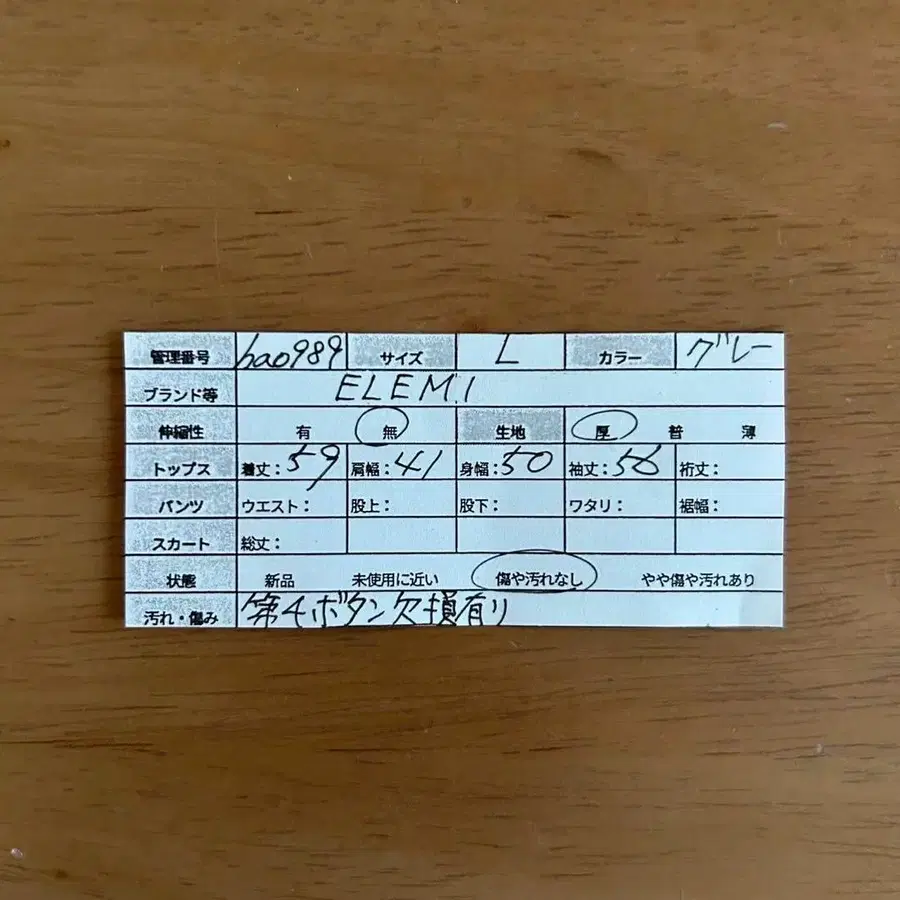 管理番号 hao989 サイズ L カラー グレー
ブランド等 ELEM.I
伸縮性 有 無 生地 厚 普 薄
トップス 着丈：59 肩幅：41 身幅：50 袖丈：56 裄丈：
パンツ ウエスト： 股上： 股下： ワタリ： 裾幅：
スカート 総丈：
状態 新品 未使用に近い 傷や汚れなし やや傷や汚れあり
汚れ・傷み 第4ボタン欠損有り